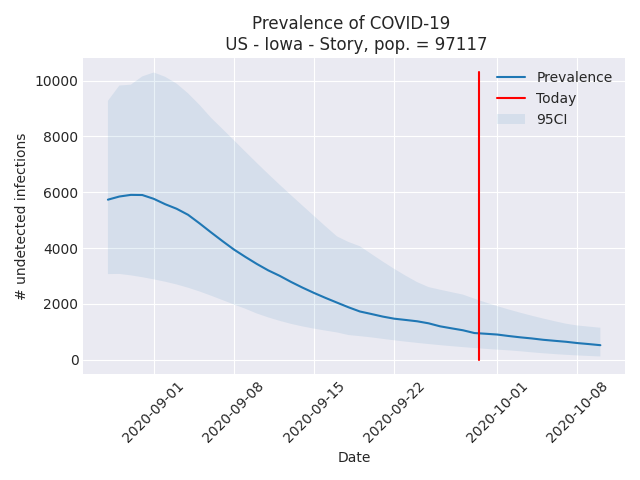 Prevalence of COVID-19
US - Iowa - Story, pop. = 97117
Prevalence
Today
95CI
10000
8000
6000
4000
2000
0
# undetected infections
2020-09-01
2020-09-08
2020-09-15
2020-09-22
2020-10-01
2020-10-08
Date